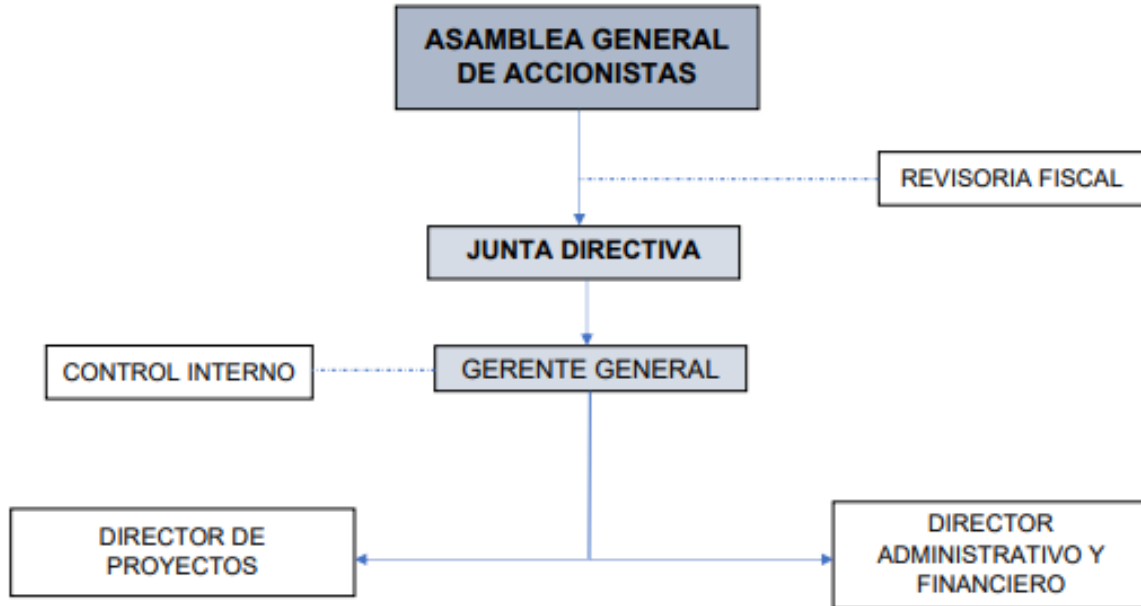 ASAMBLEA GENERAL
DE ACCIONISTAS
REVISORIA FISCAL
JUNTA DIRECTIVA
CONTROL INTERNO
GERENTE GENERAL
DIRECTOR DE
PROYECTOS
DIRECTOR
ADMINISTRATIVO Y
FINANCIERO